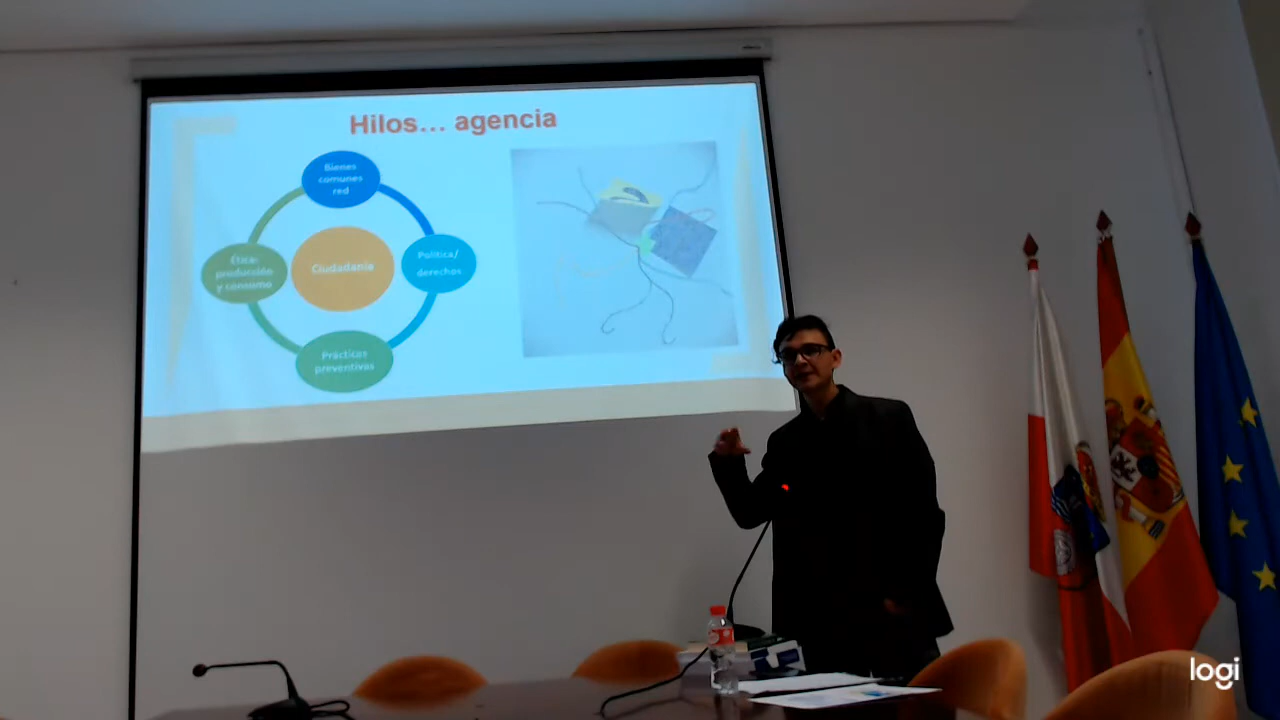 Hilos... agencia
Bienes
comunes
red
Ética-
producción
y consumo
Ciudadanía
Política/
derechos
Prácticas
preventivas
logi